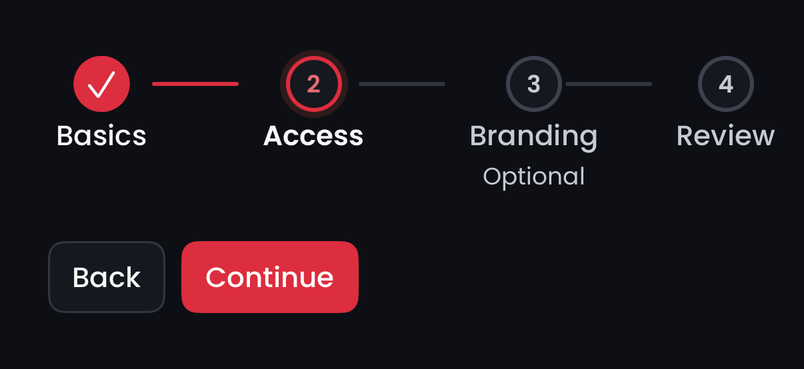 2
3
4
Basics
Access
Branding
Review
Optional
Back
Continue